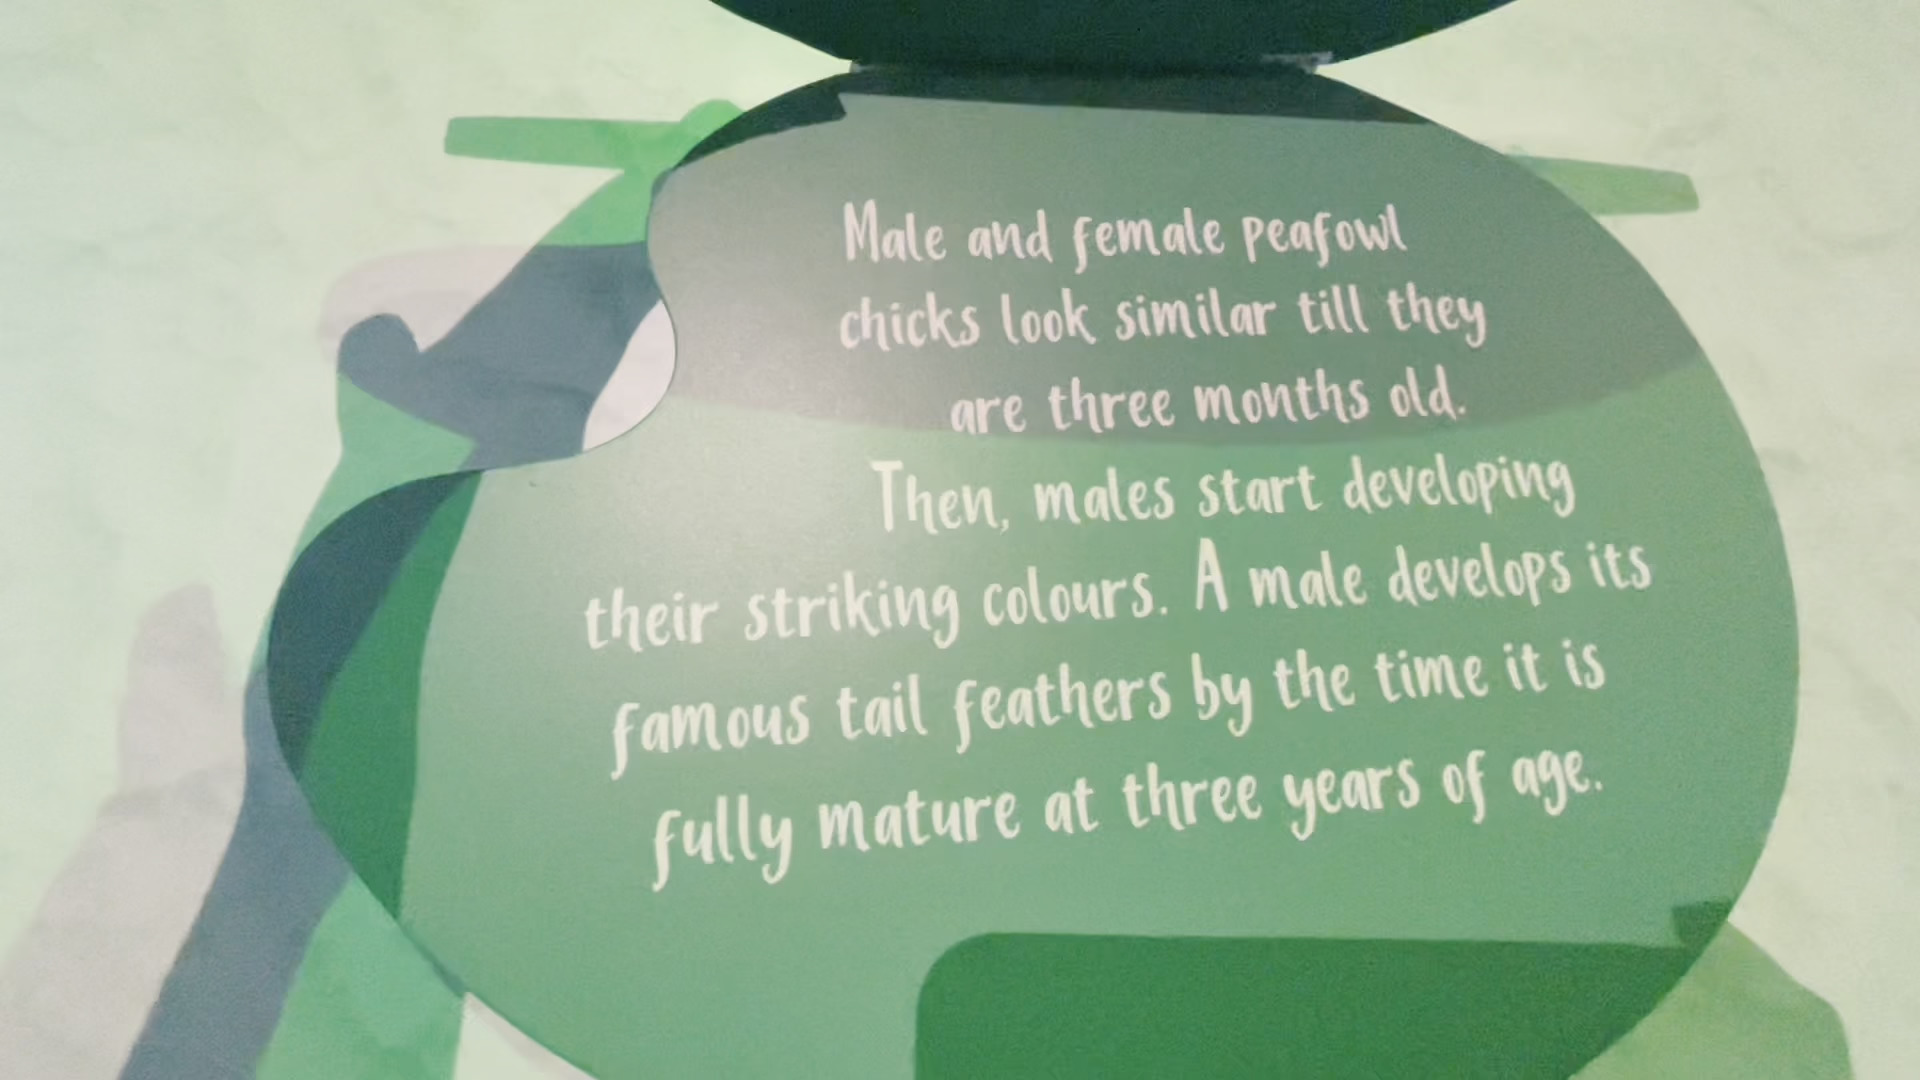 Male and female peafowl
chicks look similar till they
are three months old.
Then, males start developing
their striking colours. A male develops its
famous tail feathers by the time it is
fully mature at three years of age.